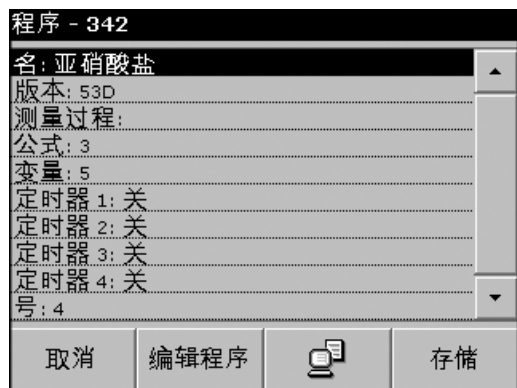 程序 - 342
名: 亚硝酸盐
版本: 53D
测量过程:
公式: 3
变量: 5
定时器 1: 关
定时器 2: 关
定时器 3: 关
定时器 4: 关
号: 4
取消 编辑程序 存储